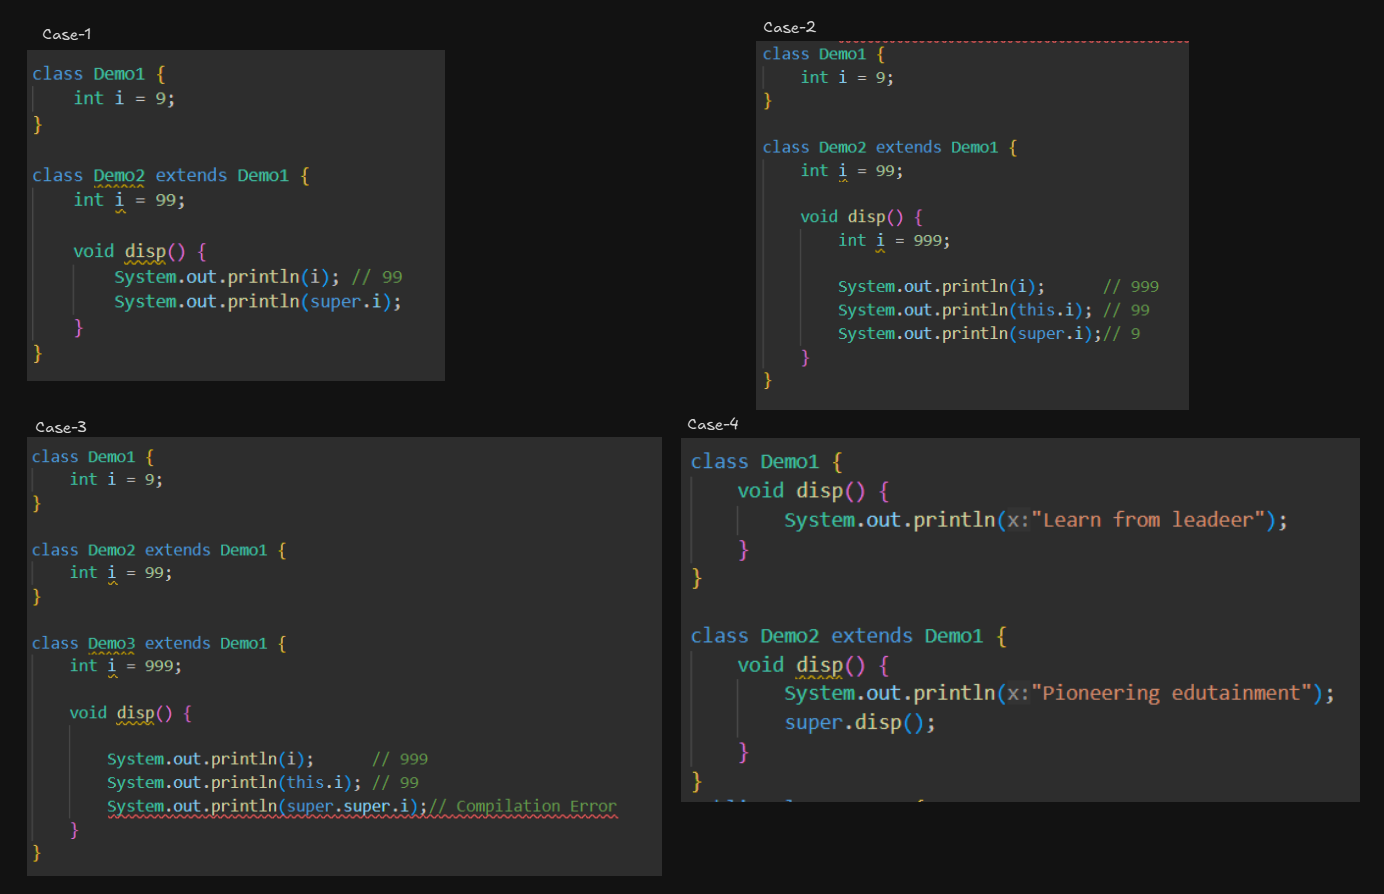 Case-1
class Demo1 {
    int i = 9;
}

class Demo2 extends Demo1 {
    int i = 99;

    void disp() {
        System.out.println(i); // 99
        System.out.println(super.i);
    }
}
Case-2
class Demo1 {
    int i = 9;
}

class Demo2 extends Demo1 {
    int i = 99;

    void disp() {
        int i = 999;

        System.out.println(i);      // 999
        System.out.println(this.i); // 99
        System.out.println(super.i);// 9
    }
}
Case-3
class Demo1 {
    int i = 9;
}

class Demo2 extends Demo1 {
    int i = 99;
}

class Demo3 extends Demo1 {
    int i = 999;

    void disp() {

        System.out.println(i);      // 999
        System.out.println(this.i); // 99
        System.out.println(super.super.i);// Compilation Error
    }
}
Case-4
class Demo1 {
    void disp() {
        System.out.println(x:"Learn from leadeer");
    }
}

class Demo2 extends Demo1 {
    void disp() {
        System.out.println(x:"Pioneering edutainment");
        super.disp();
    }
}